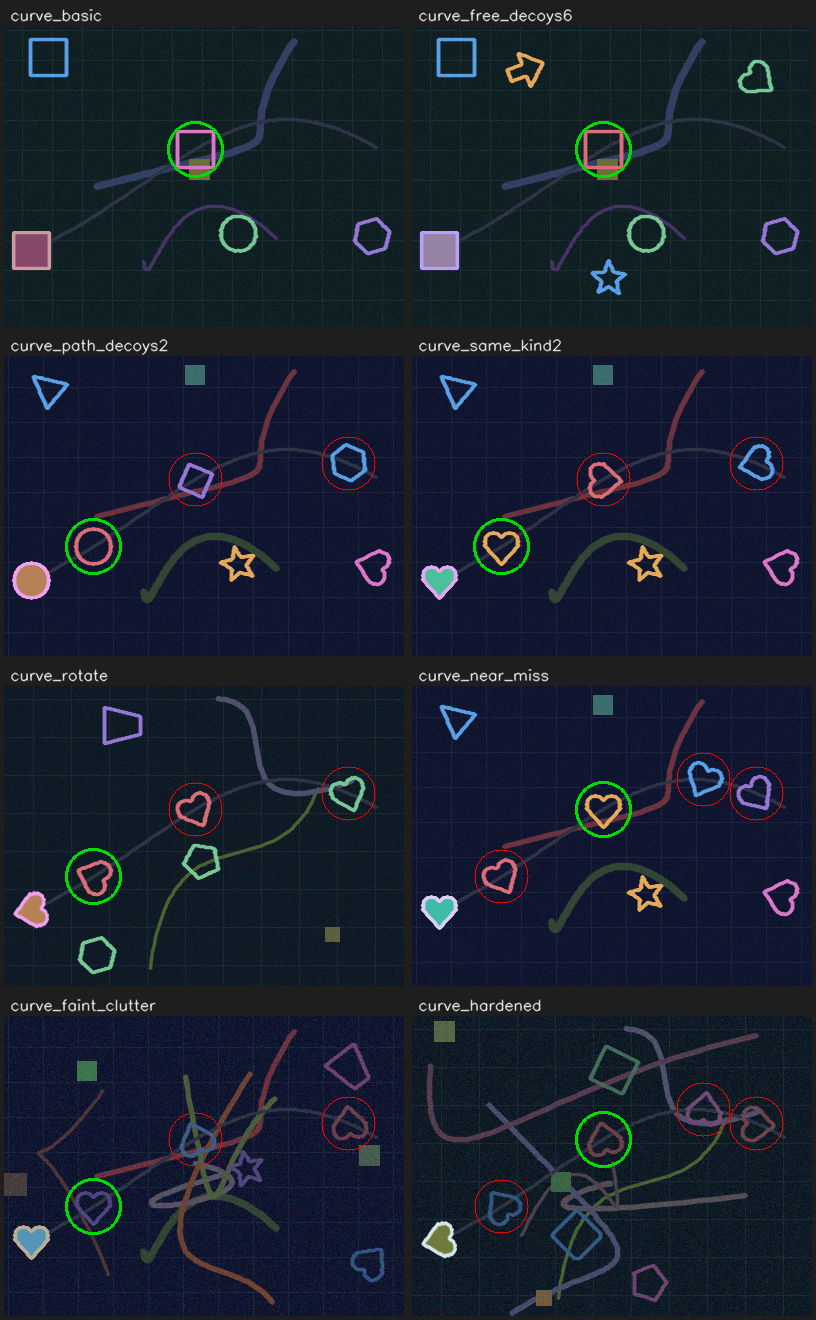 curve_basic
curve_free_decoys6
curve_path_decoys2
curve_same_kind2
curve_rotate
curve_near_miss
curve_faint_clutter
curve_hardened